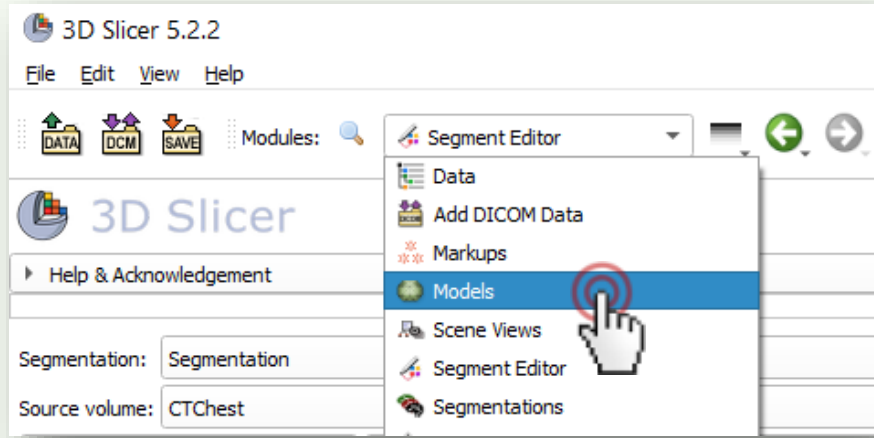 3D Slicer 5.2.2
File Edit View Help
DATA DCM SAVE Modules: Segment Editor
Data
3D Slicer
Add DICOM Data
Markups
Help & Acknowledgement
Models
Scene Views
Segmentation: Segmentation
Segment Editor
Source volume: CTChest
Segmentations